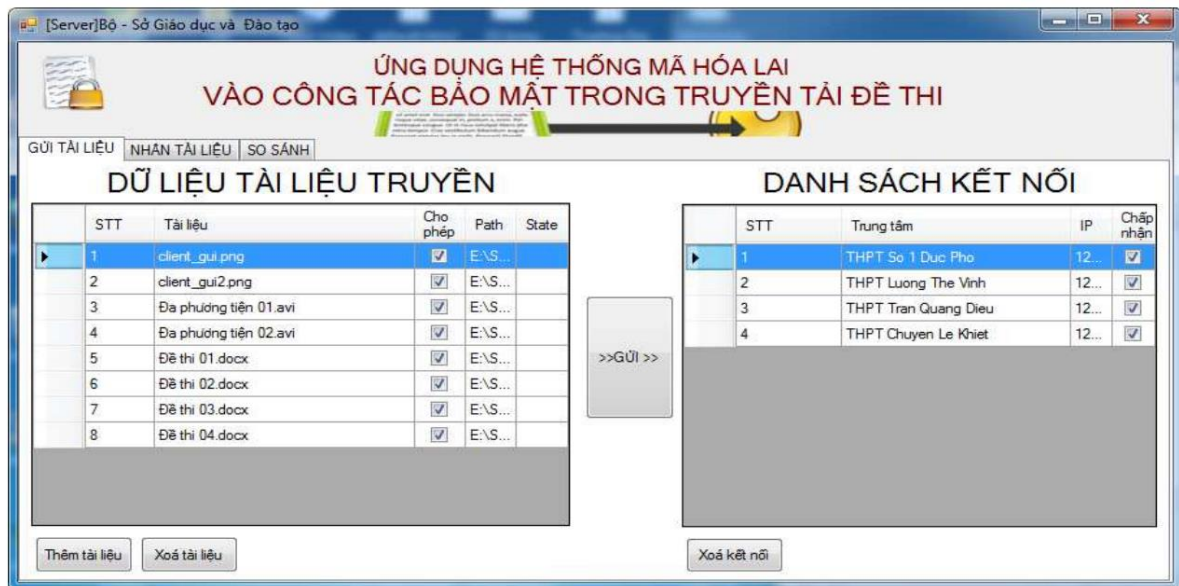 [Server]Bộ - Sở Giáo dục và Đào tạo
ỨNG DỤNG HỆ THỐNG MÃ HÓA LAI
VÀO CÔNG TÁC BẢO MẬT TRONG TRUYỀN TẢI ĐỀ THI
GỬI TÀI LIỆU NHẬN TÀI LIỆU SO SÁNH
DỮ LIỆU TÀI LIỆU TRUYỀN
STT Tài liệu Cho phép Path State
1 client_gui.png E:\S...
2 client_gui2.png E:\S...
3 Đa phương tiện 01.avi E:\S...
4 Đa phương tiện 02.avi E:\S...
5 Đề thi 01.docx E:\S...
6 Đề thi 02.docx E:\S...
7 Đề thi 03.docx E:\S...
8 Đề thi 04.docx E:\S...
Thêm tài liệu Xoá tài liệu
>>GỬI >>
DANH SÁCH KẾT NỐI
STT Trung tâm IP Chấp nhận
1 THPT So 1 Duc Pho 12...
2 THPT Luong The Vinh 12...
3 THPT Tran Quang Dieu 12...
4 THPT Chuyen Le Khiet 12...
Xoá kết nối